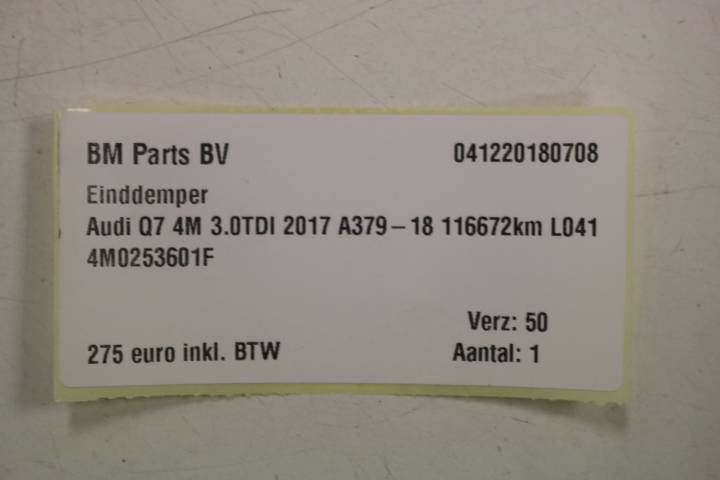 BM Parts BV 041220180708
Einddemper
Audi Q7 4M 3.0TDI 2017 A379-18 116672km L041
4M0253601F
Verz: 50
275 euro inkl. BTW Aantal: 1